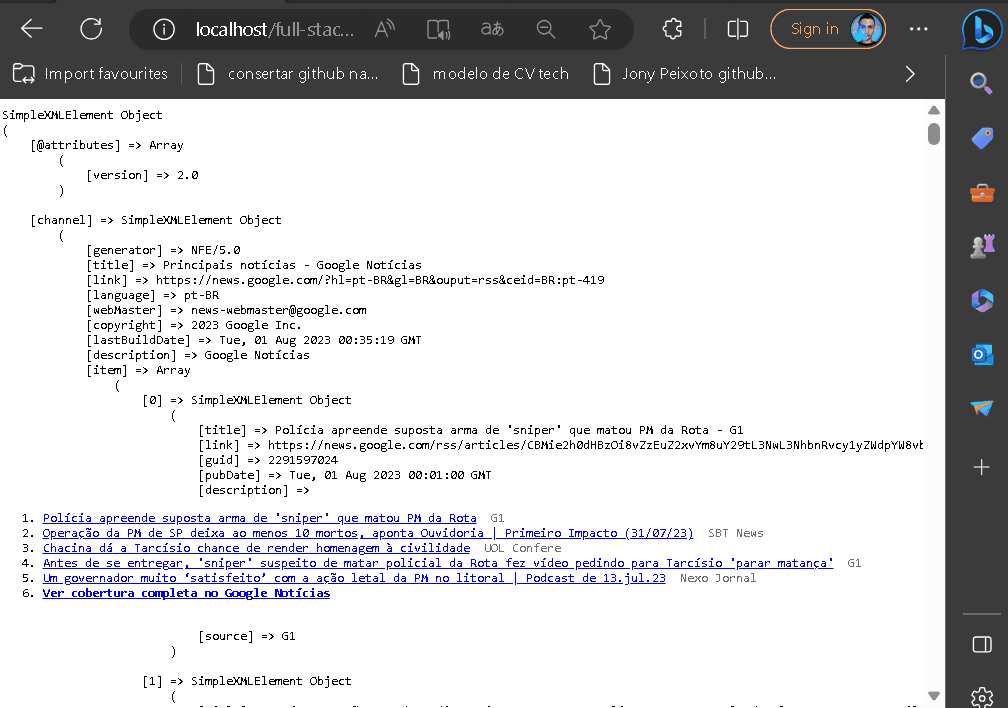 localhost/full-stac...
Sign in
Import favourites
consertar github na...
modelo de CV tech
Jony Peixoto github...
SimpleXMLElement Object
(
[@attributes] => Array
(
[version] => 2.0
)
[channel] => SimpleXMLElement Object
(
[generator] => NFE/5.0
[title] => Principais notícias - Google Notícias
[link] => https://news.google.com/?hl=pt-BR&gl=BR&ouput=rss&ceid=BR:pt-419
[language] => pt-BR
[webMaster] => news-webmaster@google.com
[copyright] => 2023 Google Inc.
[lastBuildDate] => Tue, 01 Aug 2023 00:35:19 GMT
[description] => Google Notícias
[item] => Array
(
[0] => SimpleXMLElement Object
(
[title] => Polícia apreende suposta arma de 'sniper' que matou PM da Rota - G1
[link] => https://news.google.com/rss/articles/
[guid] => 2291597024
[pubDate] => Tue, 01 Aug 2023 00:01:00 GMT
[description] =>
1. Polícia apreende suposta arma de 'sniper' que matou PM da Rota G1
2. Operação da PM de SP deixa ao menos 10 mortos, aponta Ouvidoria | Primeiro Impacto (31/07/23) SBT News
3. Chacina dá a Tarcísio chance de render homenagem à civilidade UOL Confere
4. Antes de se entregar, 'sniper' suspeito de matar policial da Rota fez vídeo pedindo para Tarcísio 'parar matança' G1
5. Um governador muito ‘satisfeito’ com a ação letal da PM no litoral | Podcast de 13.jul.23 Nexo Jornal
6. Ver cobertura completa no Google Notícias
[source] => G1
)
[1] => SimpleXMLElement Object
(